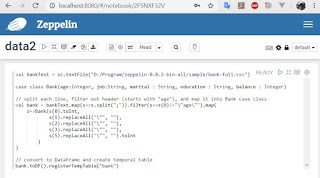 localhost:8080/#/notebook/2F5NXF32V
Zeppelin
data2
val bankText = sc.textFile("D:/Program/zeppelin-0.8.2-bin-all/sample/bank-full.csv")
case class Bank(age:Integer, job:String, marital : String, education : String, balance : Integer)
// split each line, filter out header (starts with "age"), and map it into Bank case class
val bank = bankText.map(s=>s.split(";")).filter(s=>s(0)!="\"age\"").map(
s=>Bank(s(0).toInt,
s(1).replaceAll("\"", ""),
s(2).replaceAll("\"", ""),
s(3).replaceAll("\"", ""),
s(5).replaceAll("\"", "").toInt
)
)
// convert to DataFrame and create temporal table
bank.toDF().registerTempTable("bank")